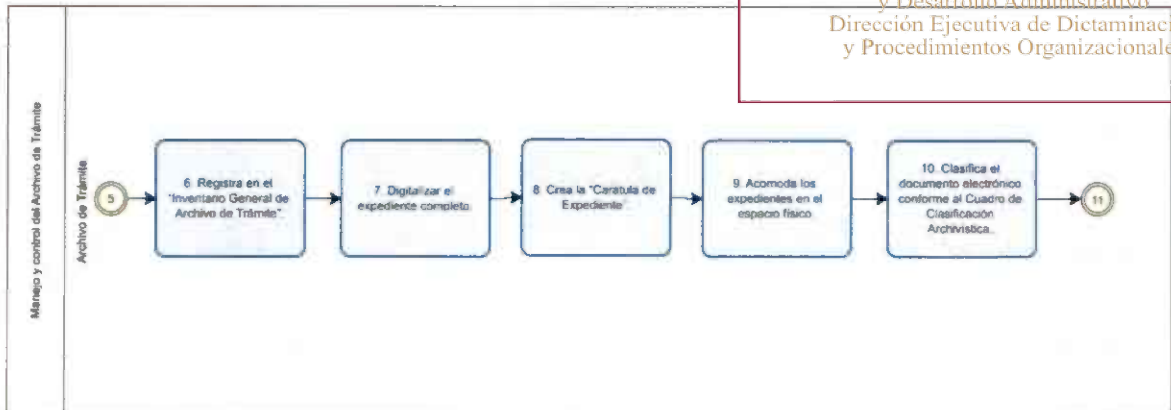 y Desarrollo Administrativo
Dirección Ejecutiva de Dictaminaci
y Procedimientos Organizacionale
Manejo y control del Archivo de Trámite
Archivo de Trámite
5
6. Registra en el
"Inventario General de
Archivo de Trámite"
7. Digitalizar el
expediente completo
8. Crea la "Caratula de
Expediente"
9. Acomoda los
expedientes en el
espacio físico
10. Clasifica el
documento electrónico
conforme al Cuadro de
Clasificación
Archivística.
11